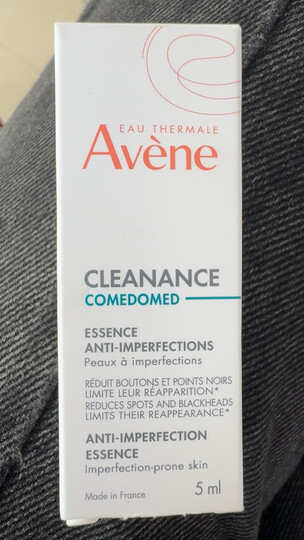 EAU THERMALE
Avène
CLEANANCE
COMEDOMED
ESSENCE
ANTI-IMPERFECTIONS
Peaux à imperfections
RÉDUIT BOUTONS ET POINTS NOIRS
LIMITE LEUR RÉAPPARITION*
REDUCES SPOTS AND BLACKHEADS
LIMITS THEIR REAPPEARANCE*
ANTI-IMPERFECTION
ESSENCE
Imperfection-prone skin
Made in France 5 ml